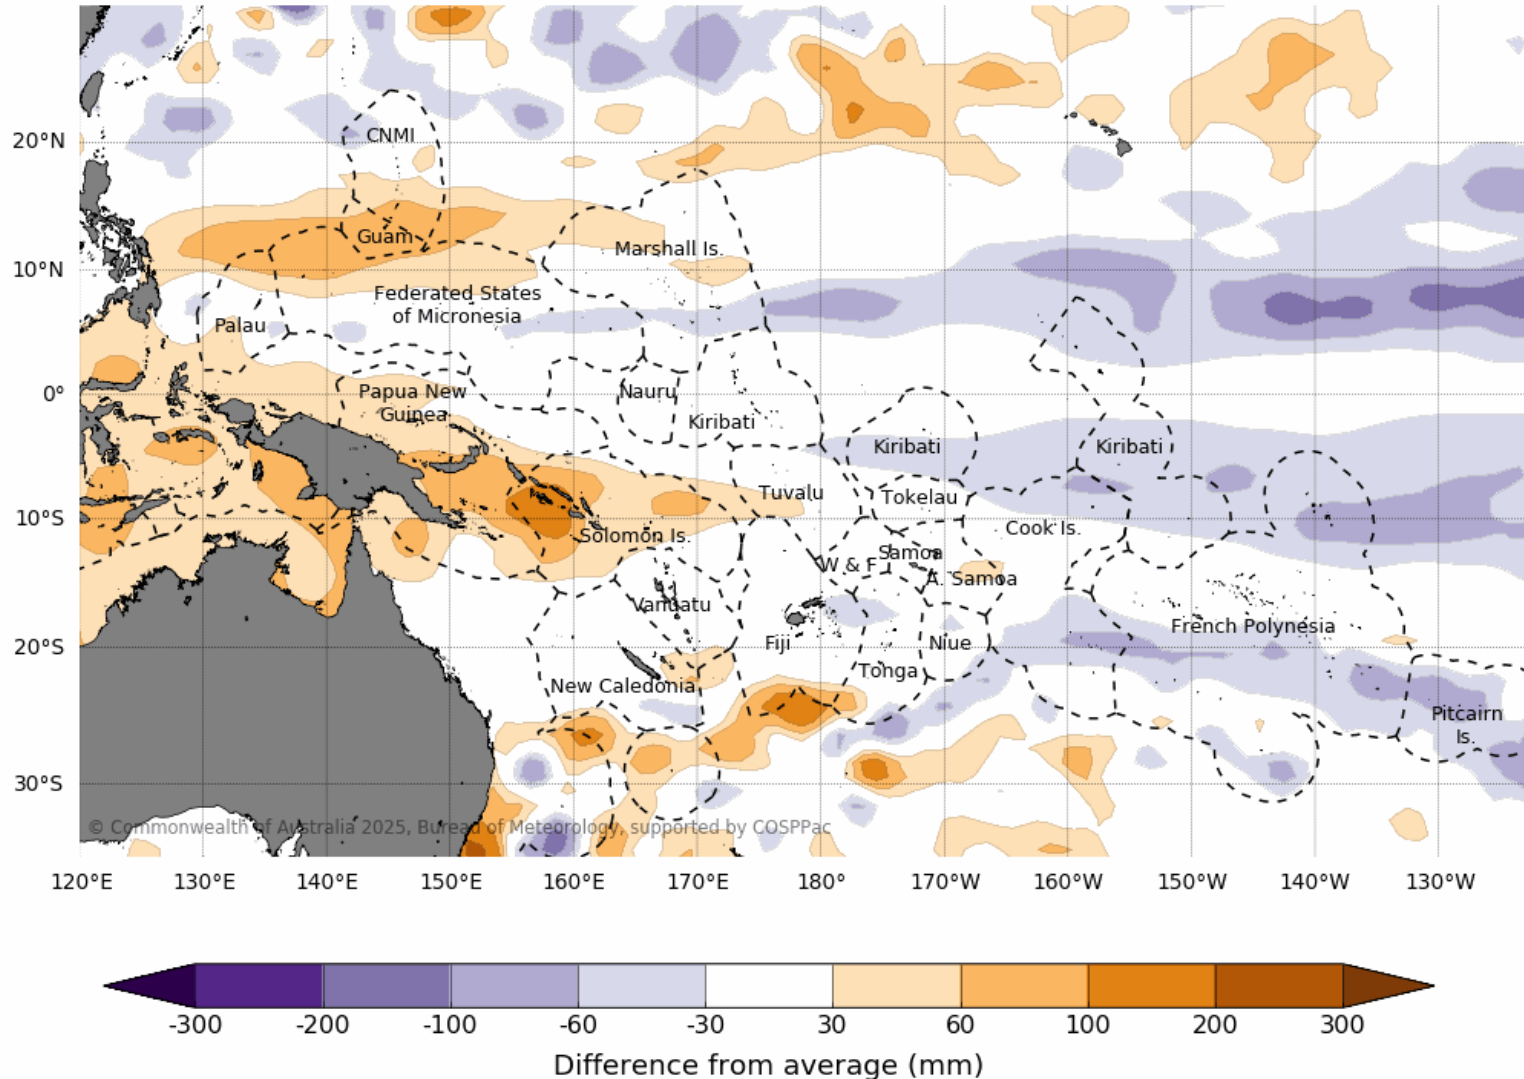 20°N
10°N
0°
10°S
20°S
30°S
CNMI
Guam
Marshall Is.
Federated States
of Micronesia
Palau
Papua New
Guinea
Nauru
Kiribati
Kiribati
Kiribati
Tuvalu
Tokelau
Solomon Is.
Cook Is.
W & F
Samoa
A. Samoa
Vanuatu
Fiji
Niue
French Polynesia
Tonga
New Caledonia
Pitcairn
Is.
© Commonwealth of Australia 2025, Bureau of Meteorology, supported by COSPPac
120°E 130°E 140°E 150°E 160°E 170°E 180° 170°W 160°W 150°W 140°W 130°W
-300 -200 -100 -60 -30 30 60 100 200 300
Difference from average (mm)